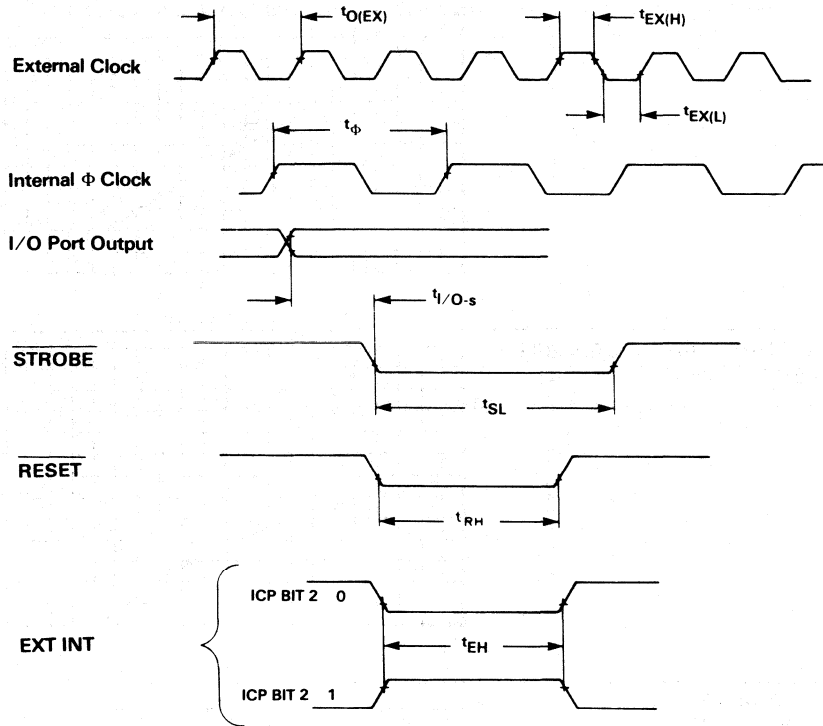 tO(EX)
tEX(H)
External Clock
tEX(L)
tΦ
Internal Φ Clock
I/O Port Output
tI/O-s
STROBE
tSL
RESET
tRH
ICP BIT 2 0
EXT INT
tEH
ICP BIT 2 1